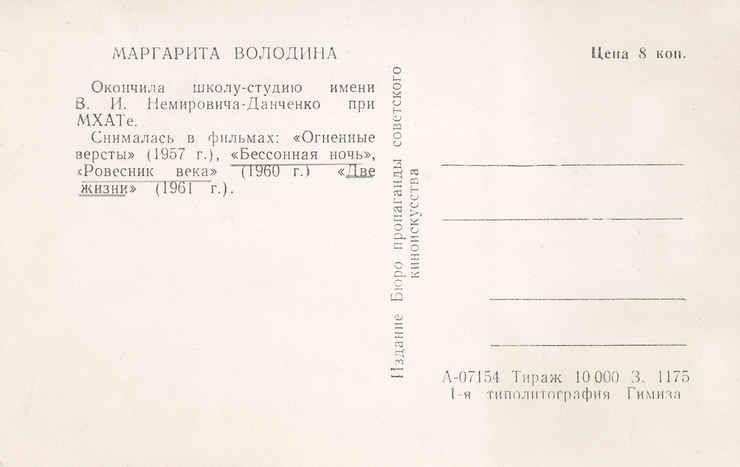 МАРГАРИТА ВОЛОДИНА
Окончила школу-студию имени
В. И. Немировича-Данченко при
МХАТе.
Снималась в фильмах: «Огненные
версты» (1957 г.), «Бессонная ночь»,
«Ровесник века» (1960 г.) «Две
жизни» (1961 г.).
Издание Бюро пропаганды советского
киноискусства
Цена 8 коп.
А-07154 Тираж 10 000 З. 1175
1-я типолитография Гимиза